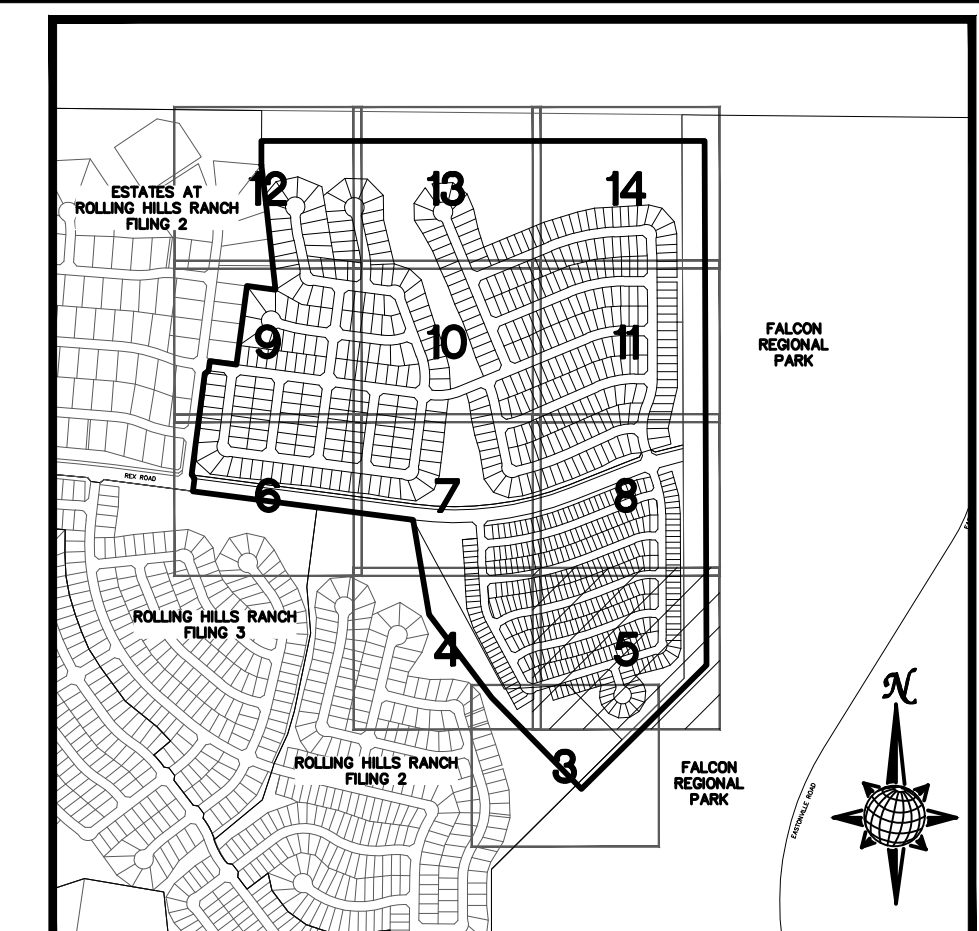 12
13
14
ESTATES AT
ROLLING HILLS RANCH
FILING 2
9
10
11
FALCON
REGIONAL
PARK
REX ROAD
6
7
8
ROLLING HILLS RANCH
FILING 3
4
5
N
3
ROLLING HILLS RANCH
FILING 2
FALCON
REGIONAL
PARK
EASTONVILLE ROAD